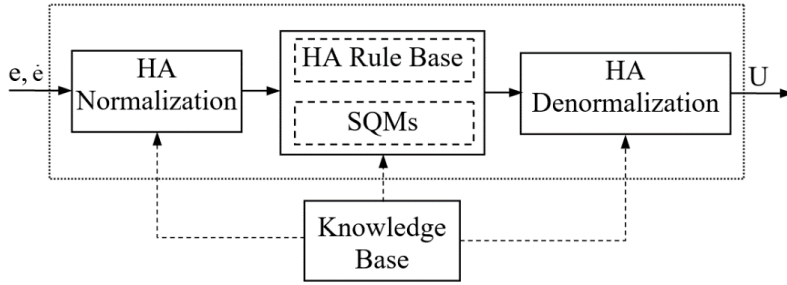 e, ė
HA
Normalization
HA Rule Base
SQMs
HA
Denormalization
U
Knowledge
Base